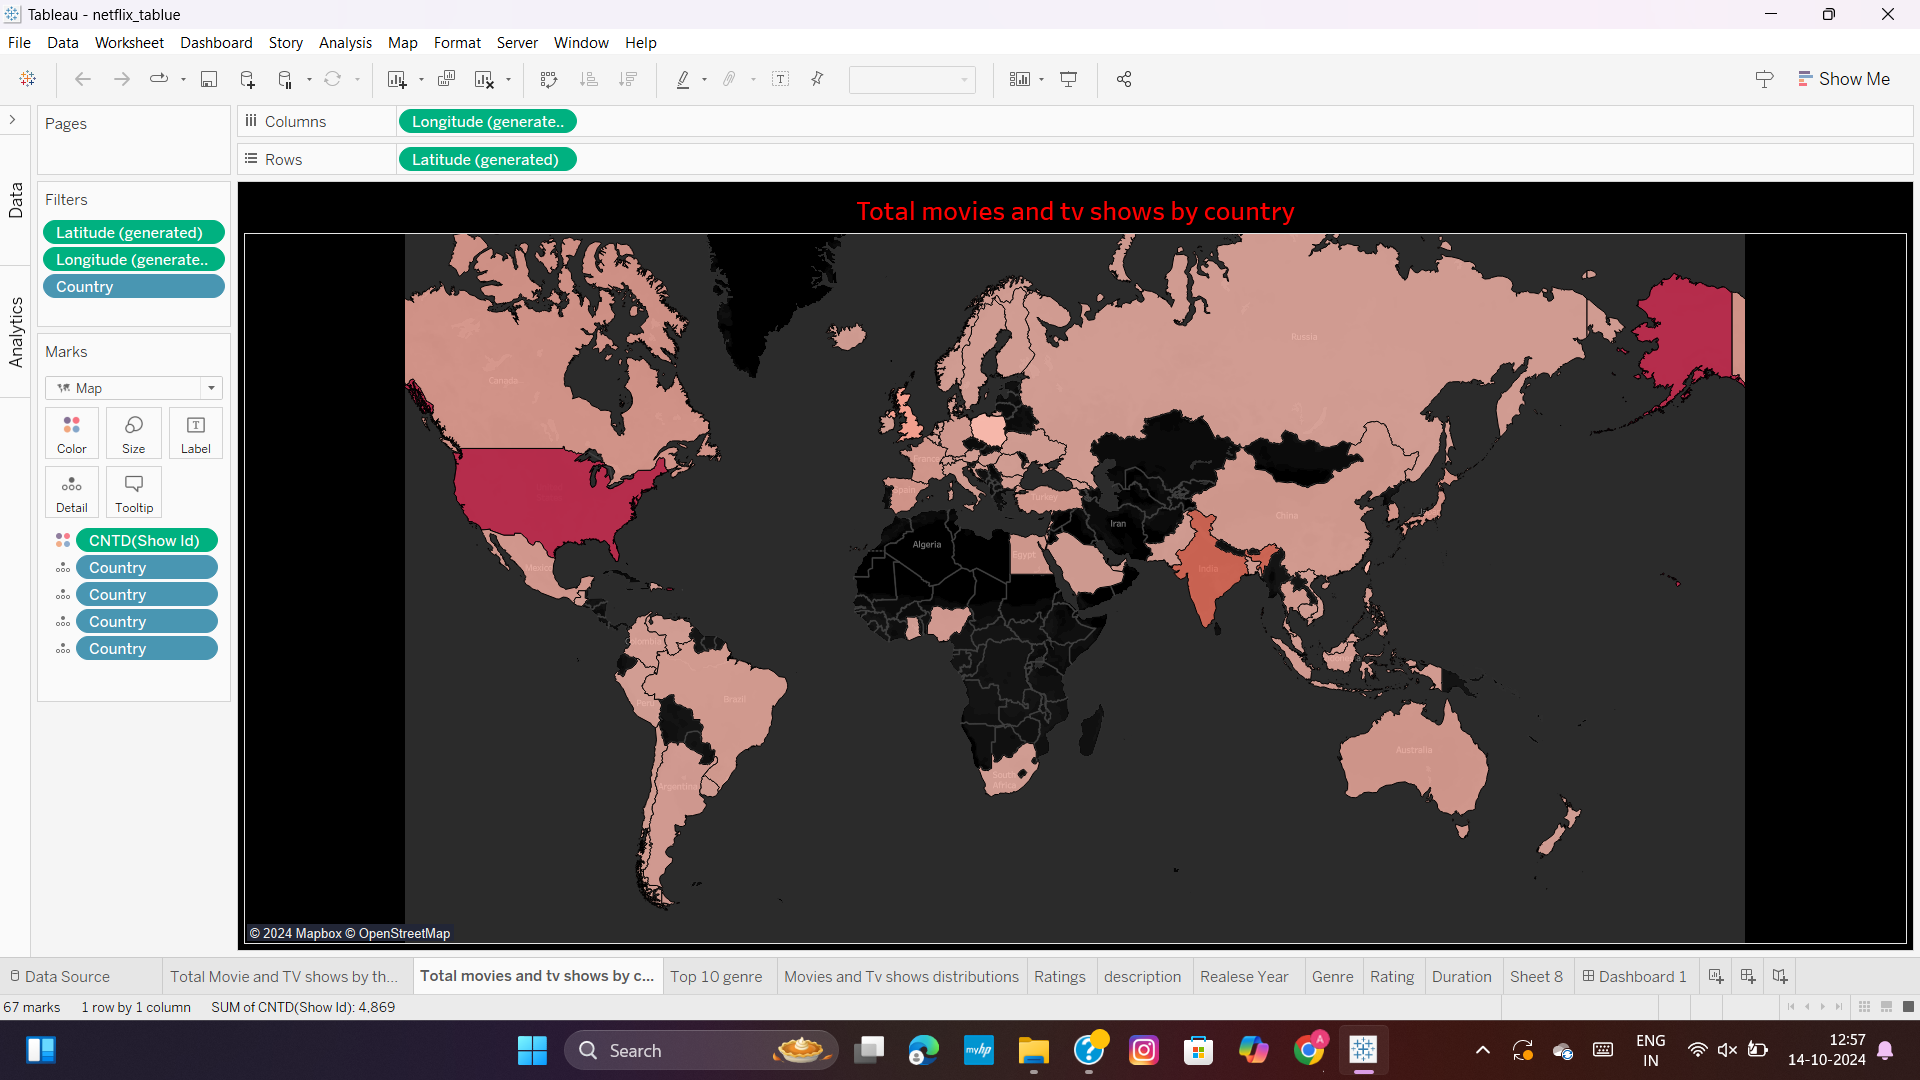 Tableau - netflix_tablue
File Data Worksheet Dashboard Story Analysis Map Format Server Window Help
Show Me
Pages
Columns
Longitude (generate..
Rows
Latitude (generated)
Data
Analytics
Filters
Latitude (generated)
Longitude (generate..
Country
Marks
Map
Color Size Label
Detail Tooltip
CNTD(Show Id)
Country
Country
Country
Country
Total movies and tv shows by country
Russia
Canada
France
Spain
Turkey
Iran
China
Algeria
Egypt
India
Mexico
Colombia
Brazil
Peru
Australia
South
Africa
Argentina
© 2024 Mapbox © OpenStreetMap
Data Source Total Movie and TV shows by th... Total movies and tv shows by c... Top 10 genre Movies and Tv shows distributions Ratings description Realese Year Genre Rating Duration Sheet 8 Dashboard 1
67 marks 1 row by 1 column SUM of CNTD(Show Id): 4,869
Search
myhp
A
ENG
IN
12:57
14-10-2024